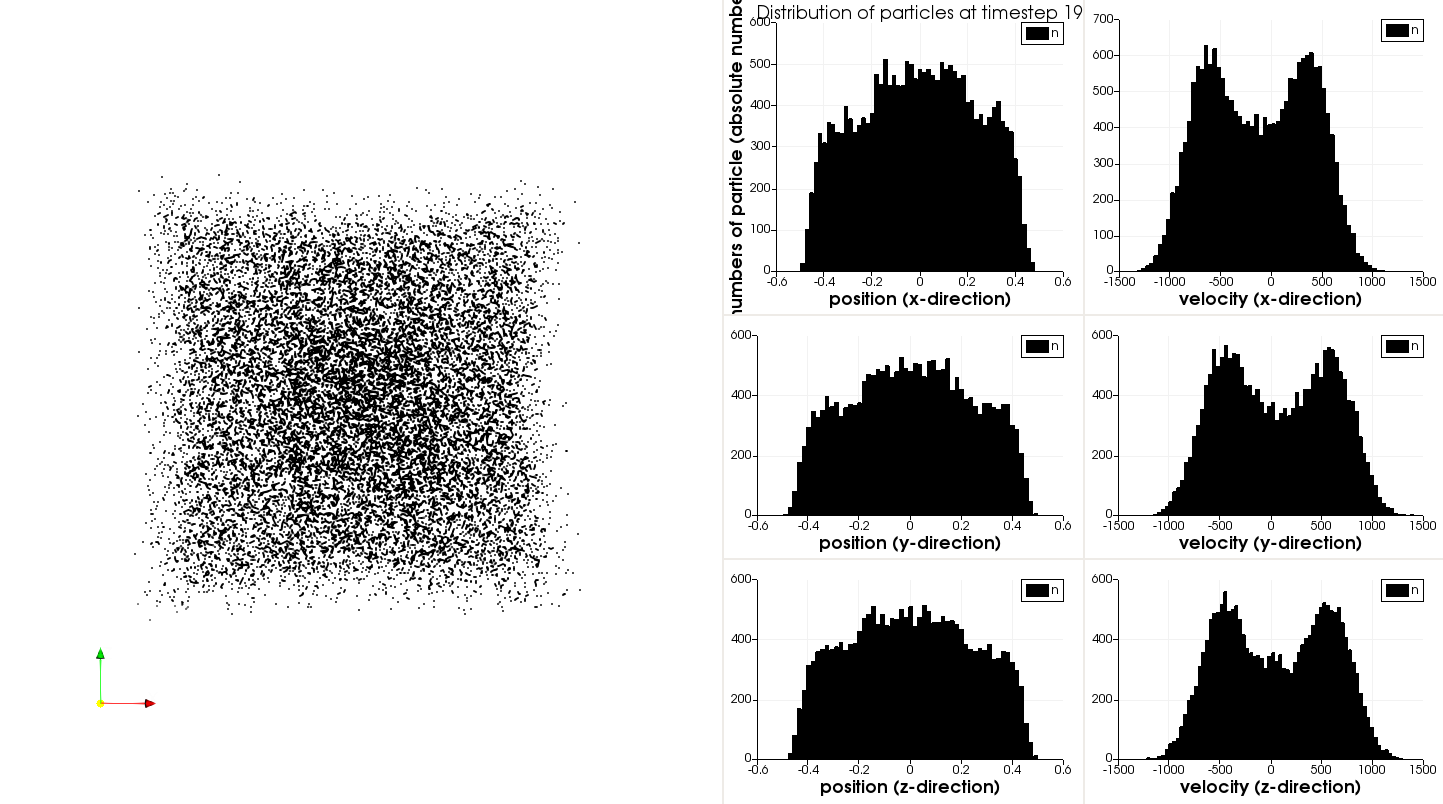 Distribution of particles at timestep 19
numbers of particle (absolute number
600
500
400
300
200
100
0
n
-0.6 -0.4 -0.2 0 0.2 0.4 0.6
position (x-direction)
700
600
500
400
300
200
100
0
n
-1500 -1000 -500 0 500 1000 1500
velocity (x-direction)
600
400
200
0
n
-0.6 -0.4 -0.2 0 0.2 0.4 0.6
position (y-direction)
600
400
200
0
n
-1500 -1000 -500 0 500 1000 1500
velocity (y-direction)
600
400
200
0
n
-0.6 -0.4 -0.2 0 0.2 0.4 0.6
position (z-direction)
600
400
200
0
n
-1500 -1000 -500 0 500 1000 1500
velocity (z-direction)